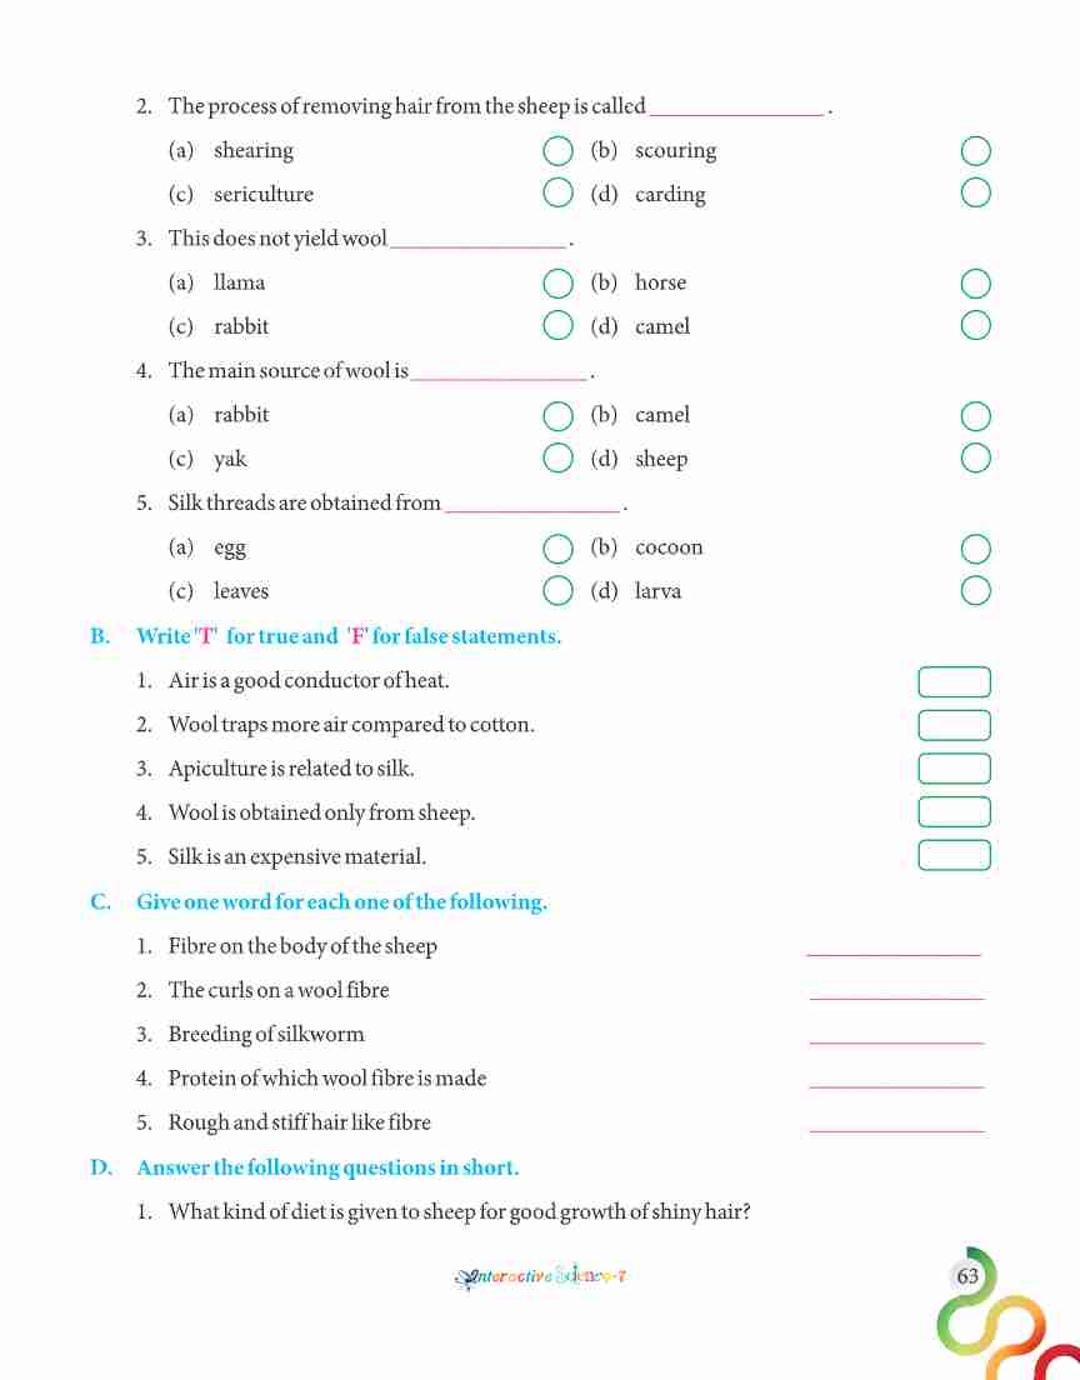 2. The process of removing hair from the sheep is called ______________ .
(a) shearing (b) scouring
(c) sericulture (d) carding
3. This does not yield wool ______________ .
(a) llama (b) horse
(c) rabbit (d) camel
4. The main source of wool is ______________ .
(a) rabbit (b) camel
(c) yak (d) sheep
5. Silk threads are obtained from ______________ .
(a) egg (b) cocoon
(c) leaves (d) larva
B. Write 'T' for true and 'F' for false statements.
1. Air is a good conductor of heat.
2. Wool traps more air compared to cotton.
3. Apiculture is related to silk.
4. Wool is obtained only from sheep.
5. Silk is an expensive material.
C. Give one word for each one of the following.
1. Fibre on the body of the sheep ______________
2. The curls on a wool fibre ______________
3. Breeding of silkworm ______________
4. Protein of which wool fibre is made ______________
5. Rough and stiff hair like fibre ______________
D. Answer the following questions in short.
1. What kind of diet is given to sheep for good growth of shiny hair?
Interactive Science-7
63